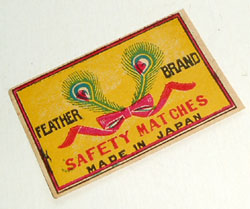 FEATHER BRAND
SAFETY MATCHES
MADE IN JAPAN